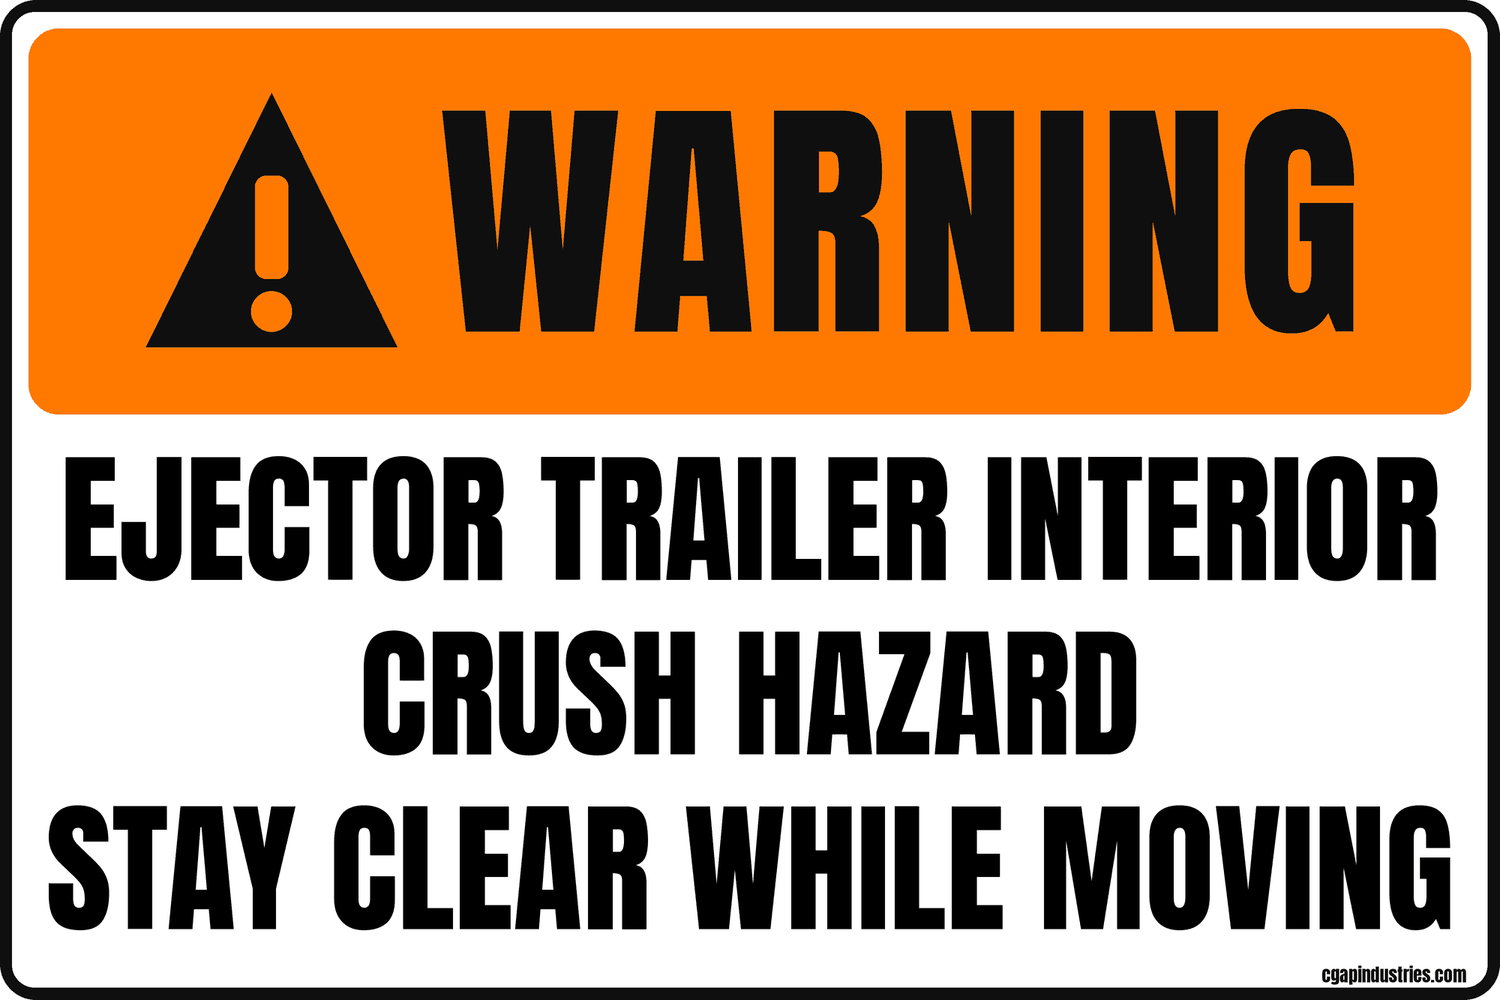 WARNING
EJECTOR TRAILER INTERIOR
CRUSH HAZARD
STAY CLEAR WHILE MOVING
cgapindustries.com